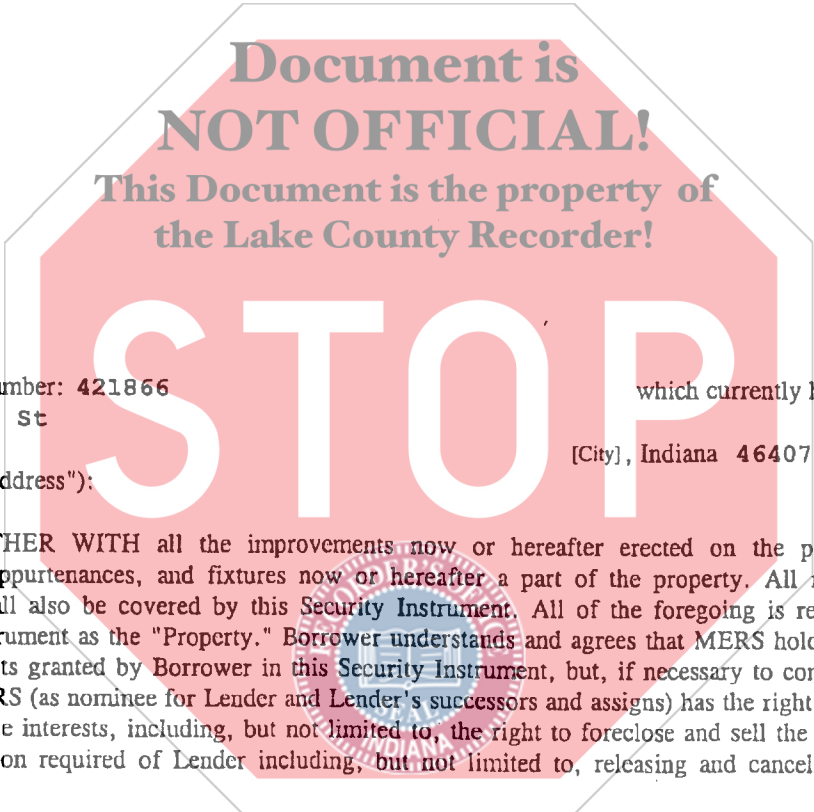 Document is
NOT OFFICIAL!
This Document is the property of
the Lake County Recorder!
STOP
mber: 421866 which currently h
St
[City], Indiana 46407
ddress"):
HER WITH all the improvements now or hereafter erected on the p
ppurtenances, and fixtures now or hereafter a part of the property. All r
ll also be covered by this Security Instrument. All of the foregoing is re
rument as the "Property." Borrower understands and agrees that MERS hold
ts granted by Borrower in this Security Instrument, but, if necessary to con
RS (as nominee for Lender and Lender's successors and assigns) has the right
e interests, including, but not limited to, the right to foreclose and sell the
on required of Lender including, but not limited to, releasing and cancel
RECORDER'S OFFICE
SEAL
INDIANA